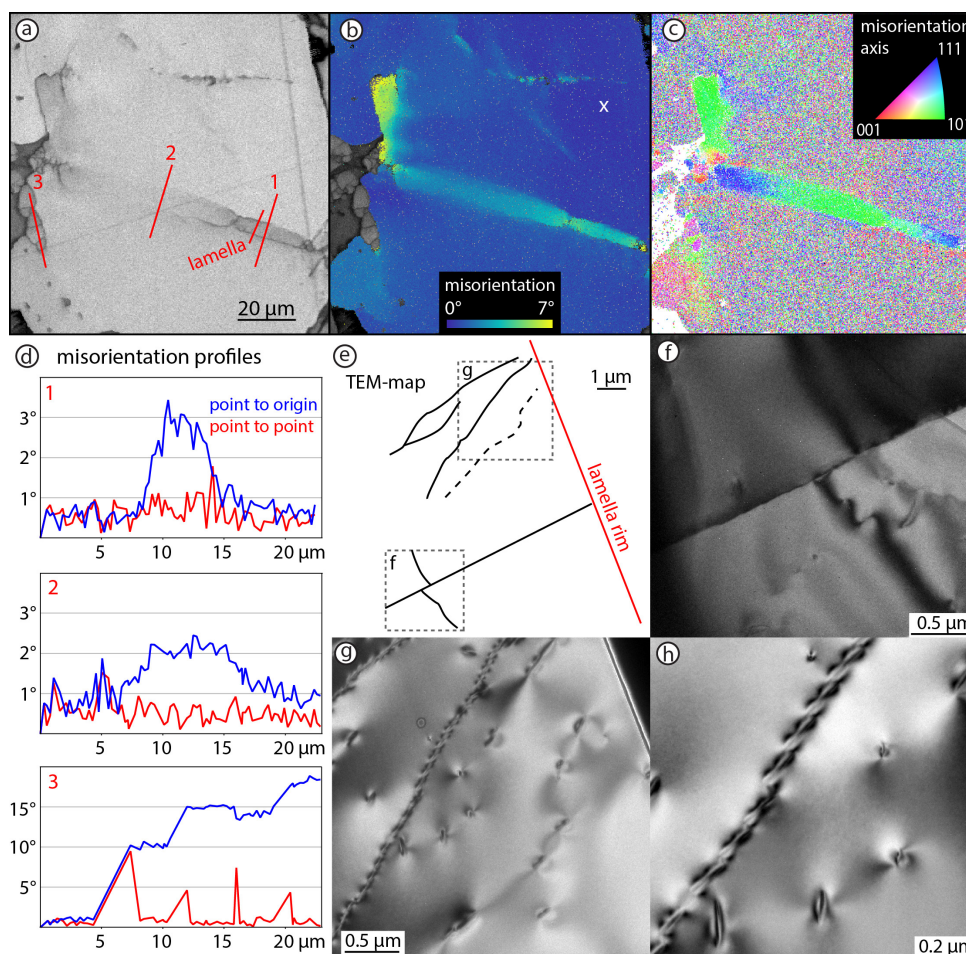 a
3
2
1
lamella
20 μm
b
x
misorientation
0° 7°
c
misorientation
axis 111
001 101
d misorientation profiles
1
3°
2°
1°
point to origin
point to point
5 10 15 20 μm
2
3°
2°
1°
5 10 15 20 μm
3
15°
10°
5°
5 10 15 20 μm
e
TEM-map
g
1 μm
lamella rim
f
f
0.5 μm
g
0.5 μm
h
0.2 μm